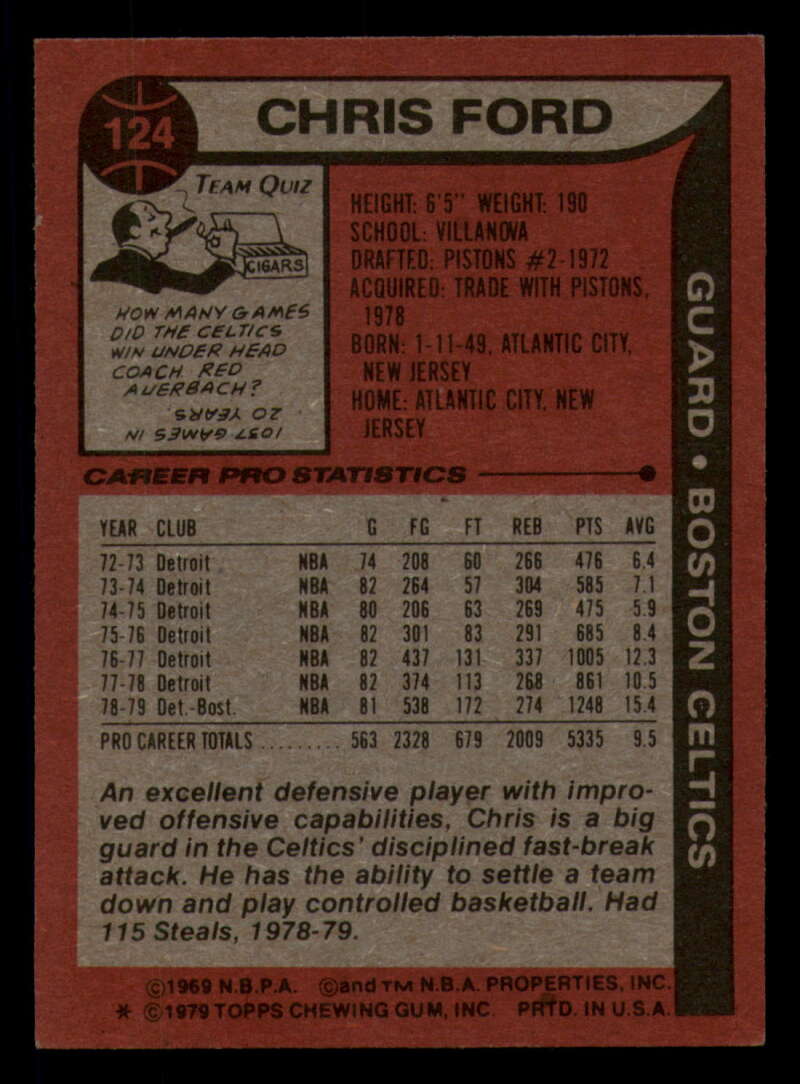 124
CHRIS FORD
TEAM QUIZ
CIGARS
HOW MANY GAMES
DID THE CELTICS
WIN UNDER HEAD
COACH RED
AUERBACH?
1037 GAMES IN
20 YEARS.
HEIGHT: 6'5" WEIGHT: 190
SCHOOL: VILLANOVA
DRAFTED: PISTONS #2-1972
ACQUIRED: TRADE WITH PISTONS,
1978
BORN: 1-11-49, ATLANTIC CITY,
NEW JERSEY
HOME: ATLANTIC CITY, NEW
JERSEY
GUARD • BOSTON CELTICS
CAREER PRO STATISTICS
YEAR CLUB G FG FT REB PTS AVG
72-73 Detroit NBA 74 208 60 266 476 6.4
73-74 Detroit NBA 82 264 57 304 585 7.1
74-75 Detroit NBA 80 206 63 269 475 5.9
75-76 Detroit NBA 82 301 83 291 685 8.4
76-77 Detroit NBA 82 437 131 337 1005 12.3
77-78 Detroit NBA 82 374 113 268 861 10.5
78-79 Det.-Bost. NBA 81 538 172 274 1248 15.4
PRO CAREER TOTALS ......... 563 2328 679 2009 5335 9.5
An excellent defensive player with impro-
ved offensive capabilities, Chris is a big
guard in the Celtics' disciplined fast-break
attack. He has the ability to settle a team
down and play controlled basketball. Had
115 Steals, 1978-79.
©1969 N.B.P.A. ©and TM N.B.A. PROPERTIES, INC.
* ©1979 TOPPS CHEWING GUM, INC. PRTD. IN U.S.A.